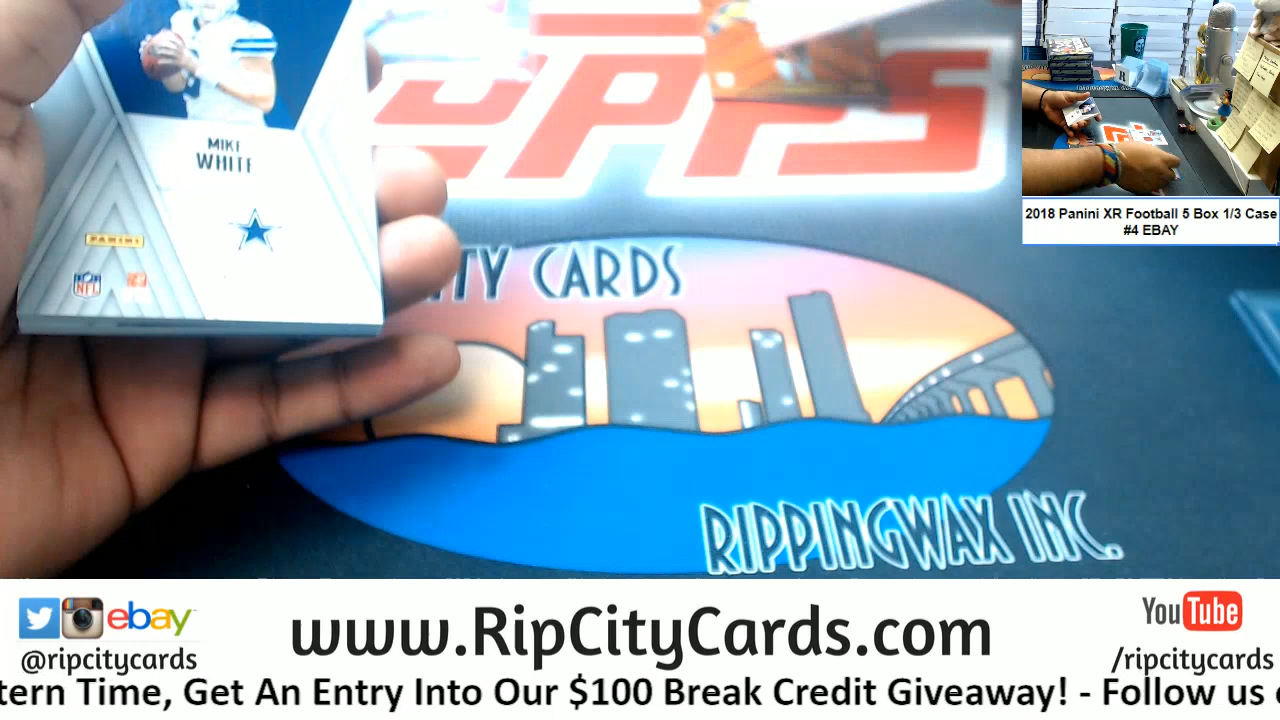 MIKE
WHITE
PANINI
NFL
PPS
TY CARDS
RIPPINGWAX INC.
2018 Panini XR Football 5 Box 1/3 Case
#4 EBAY
ebay
@ripcitycards
www.RipCityCards.com
YouTube
/ripcitycards
tern Time, Get An Entry Into Our $100 Break Credit Giveaway! - Follow us